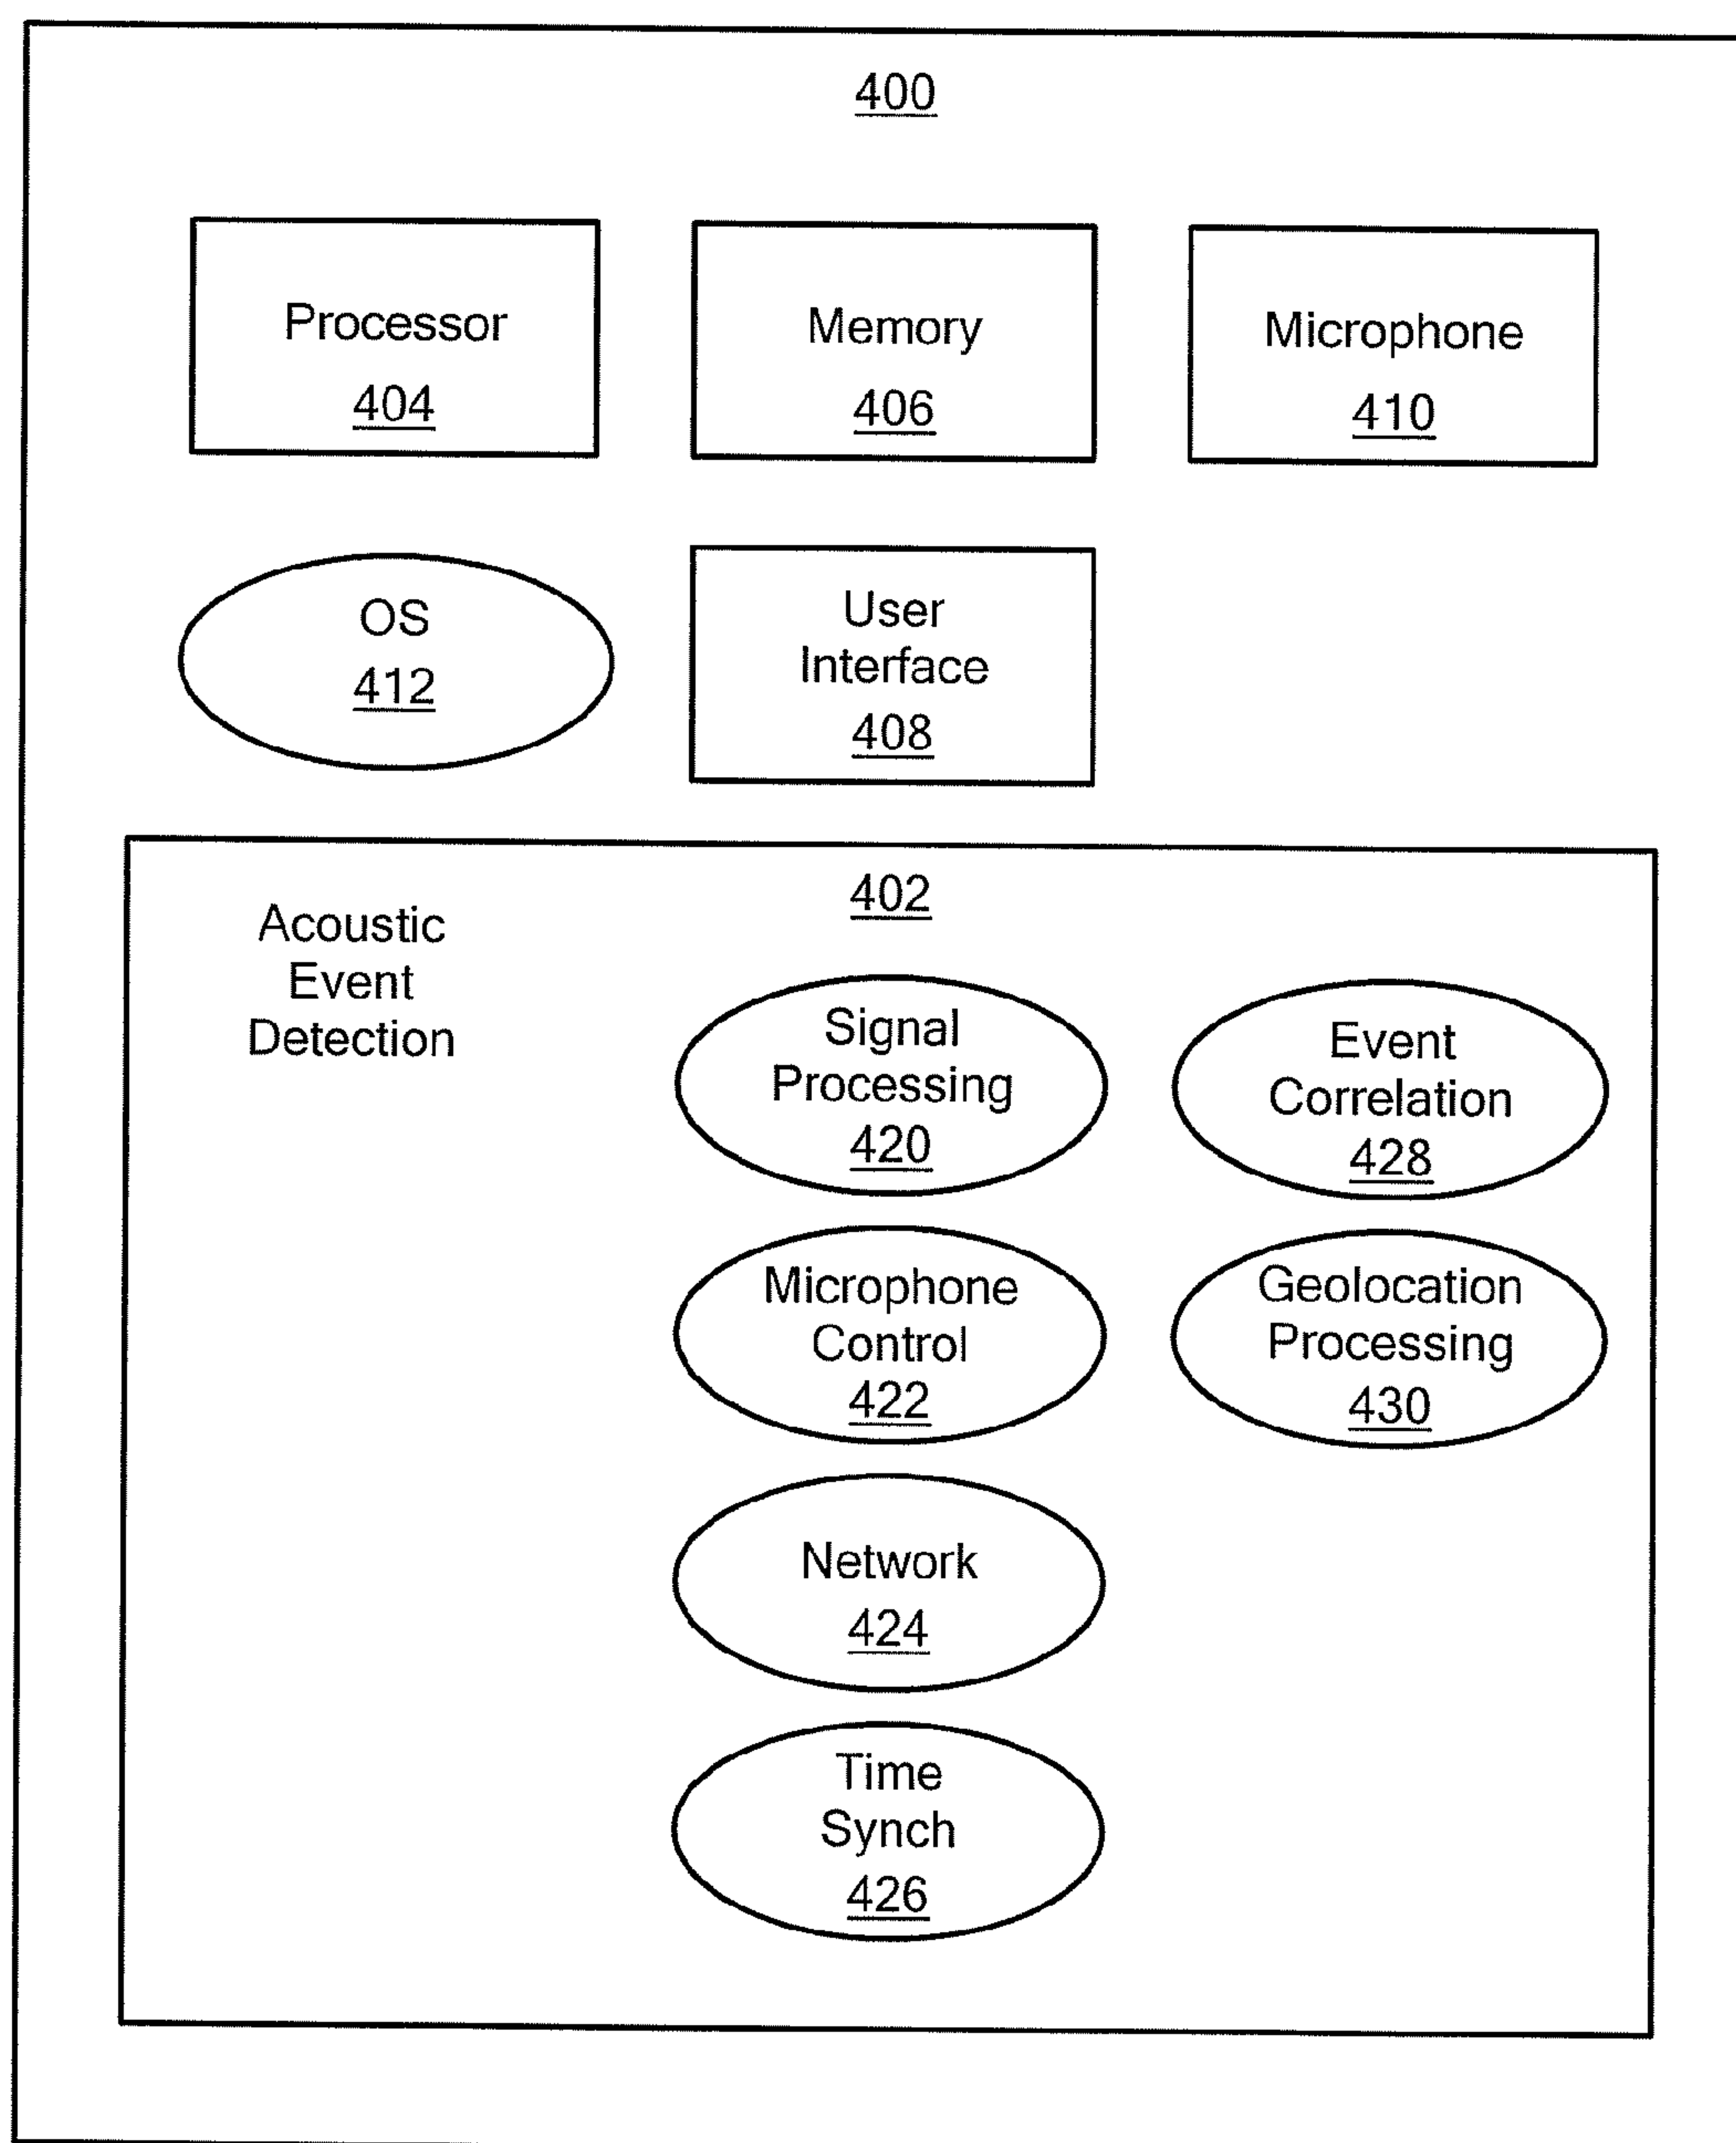 400
Processor
404
Memory
406
Microphone
410
OS
412
User
Interface
408
402
Acoustic
Event
Detection
Signal
Processing
420
Event
Correlation
428
Microphone
Control
422
Geolocation
Processing
430
Network
424
Time
Synch
426